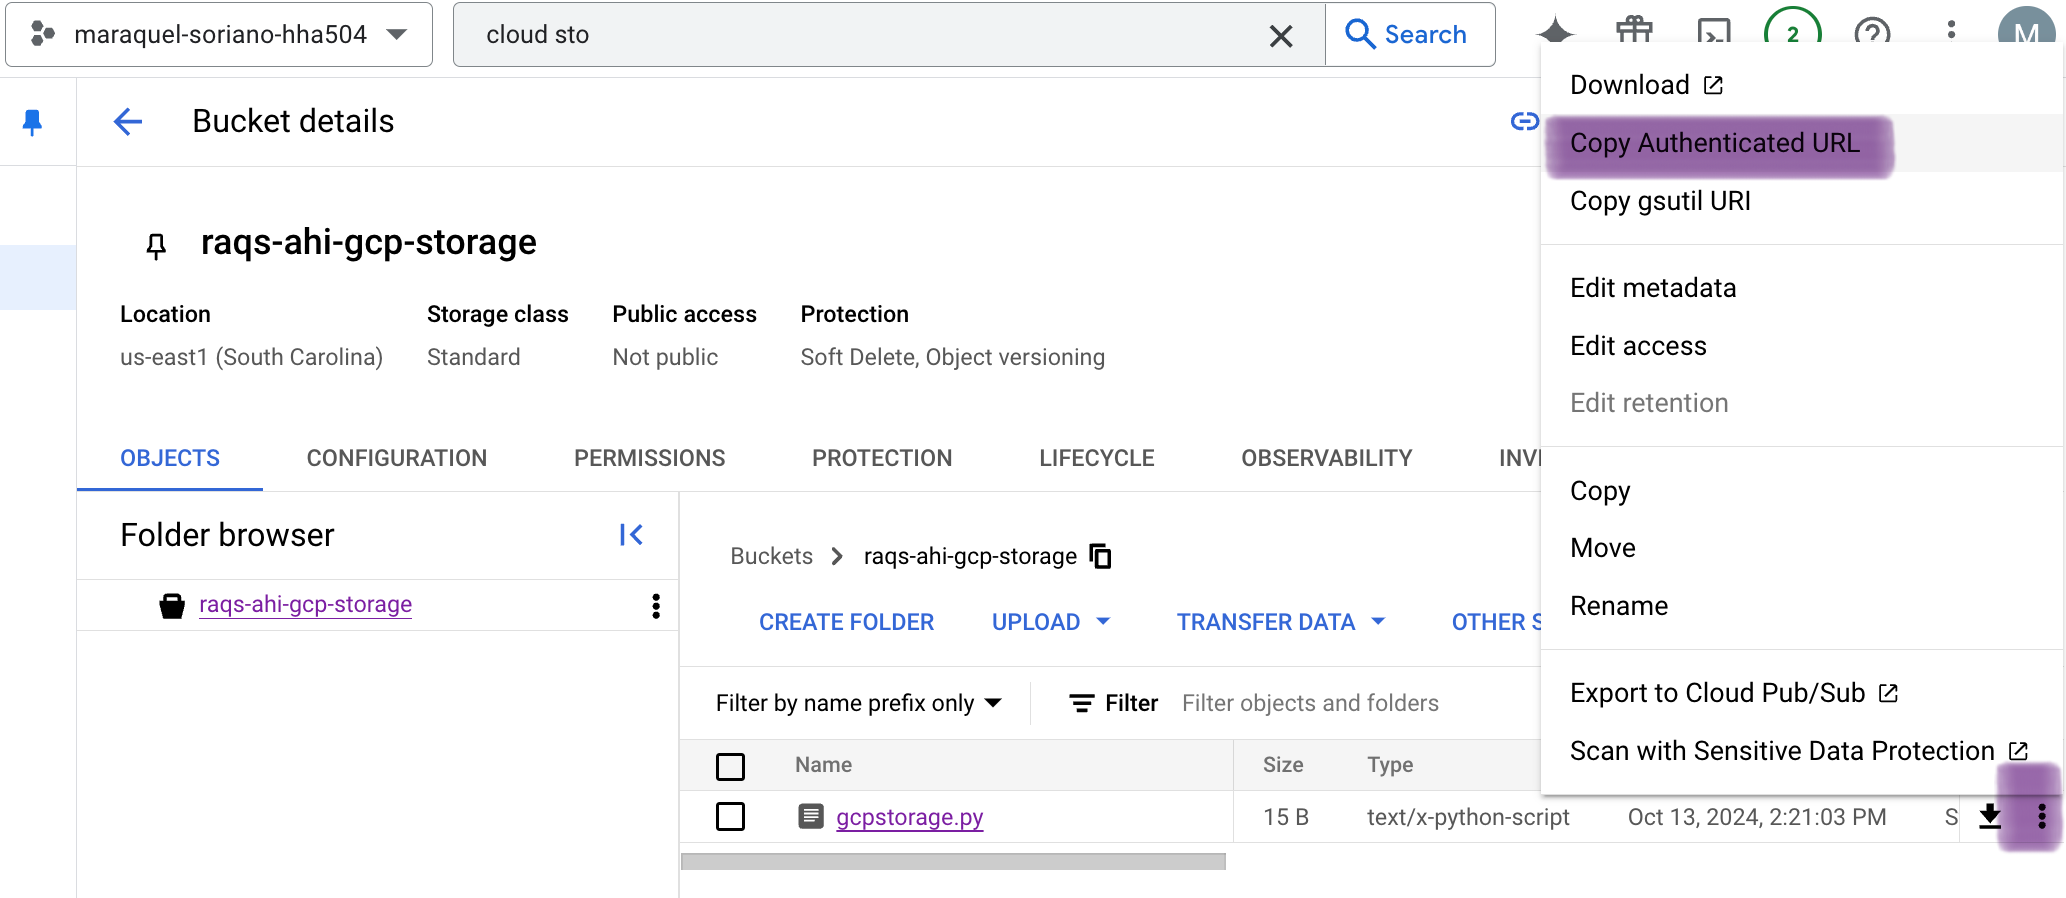 maraquel-soriano-hha504
cloud sto
Search
2
M
Bucket details
raqs-ahi-gcp-storage
Location
Storage class
Public access
Protection
us-east1 (South Carolina)
Standard
Not public
Soft Delete, Object versioning
OBJECTS
CONFIGURATION
PERMISSIONS
PROTECTION
LIFECYCLE
OBSERVABILITY
INVE
Folder browser
raqs-ahi-gcp-storage
Buckets
raqs-ahi-gcp-storage
CREATE FOLDER
UPLOAD
TRANSFER DATA
OTHER S
Filter by name prefix only
Filter
Filter objects and folders
Name
Size
Type
gcpstorage.py
15 B
text/x-python-script
Oct 13, 2024, 2:21:03 PM
S
Download
Copy Authenticated URL
Copy gsutil URI
Edit metadata
Edit access
Edit retention
Copy
Move
Rename
Export to Cloud Pub/Sub
Scan with Sensitive Data Protection